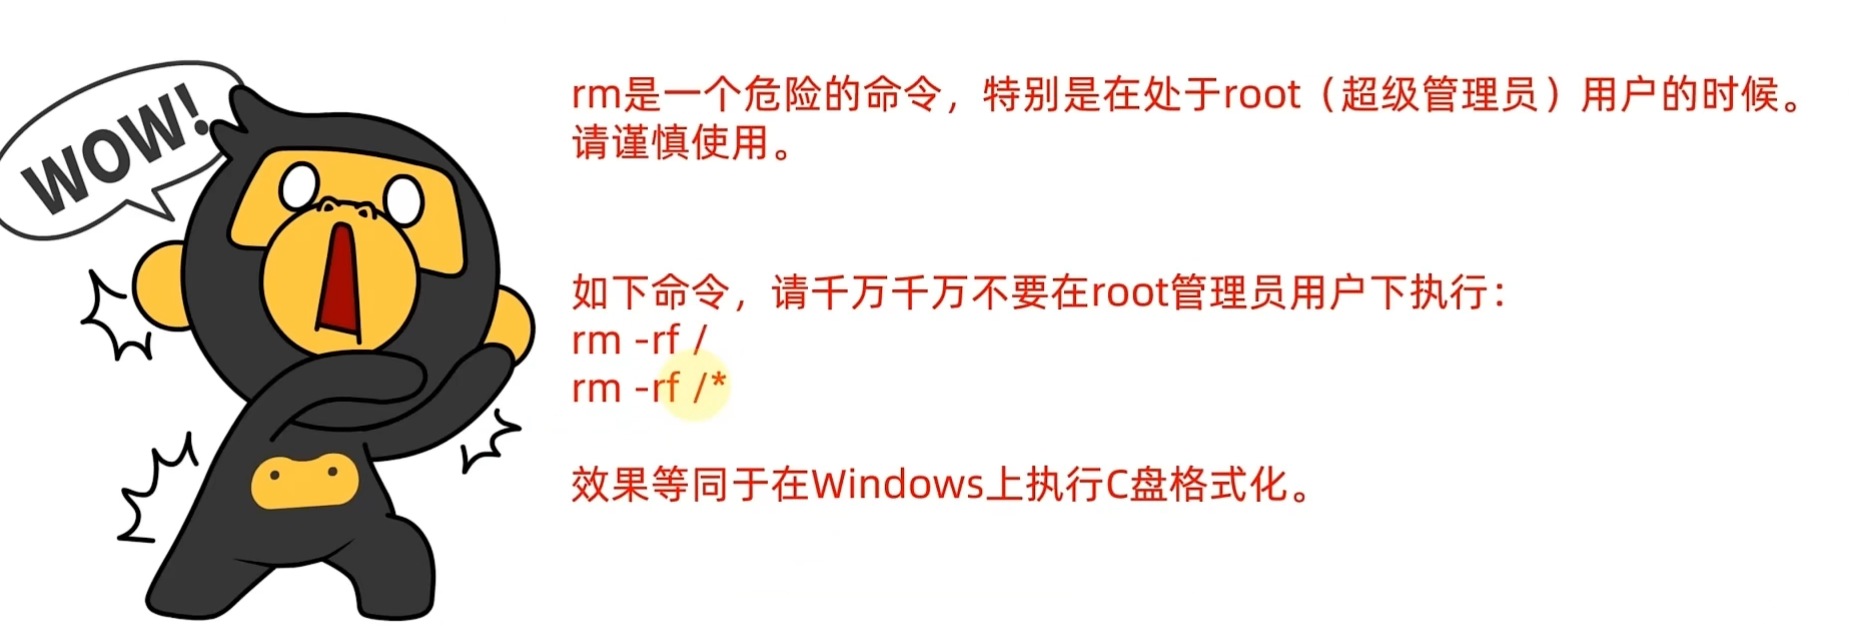 WOW!
rm是一个危险的命令，特别是在处于root（超级管理员）用户的时候。
请谨慎使用。
如下命令，请千万千万不要在root管理员用户下执行：
rm -rf /
rm -rf /*
效果等同于在Windows上执行C盘格式化。